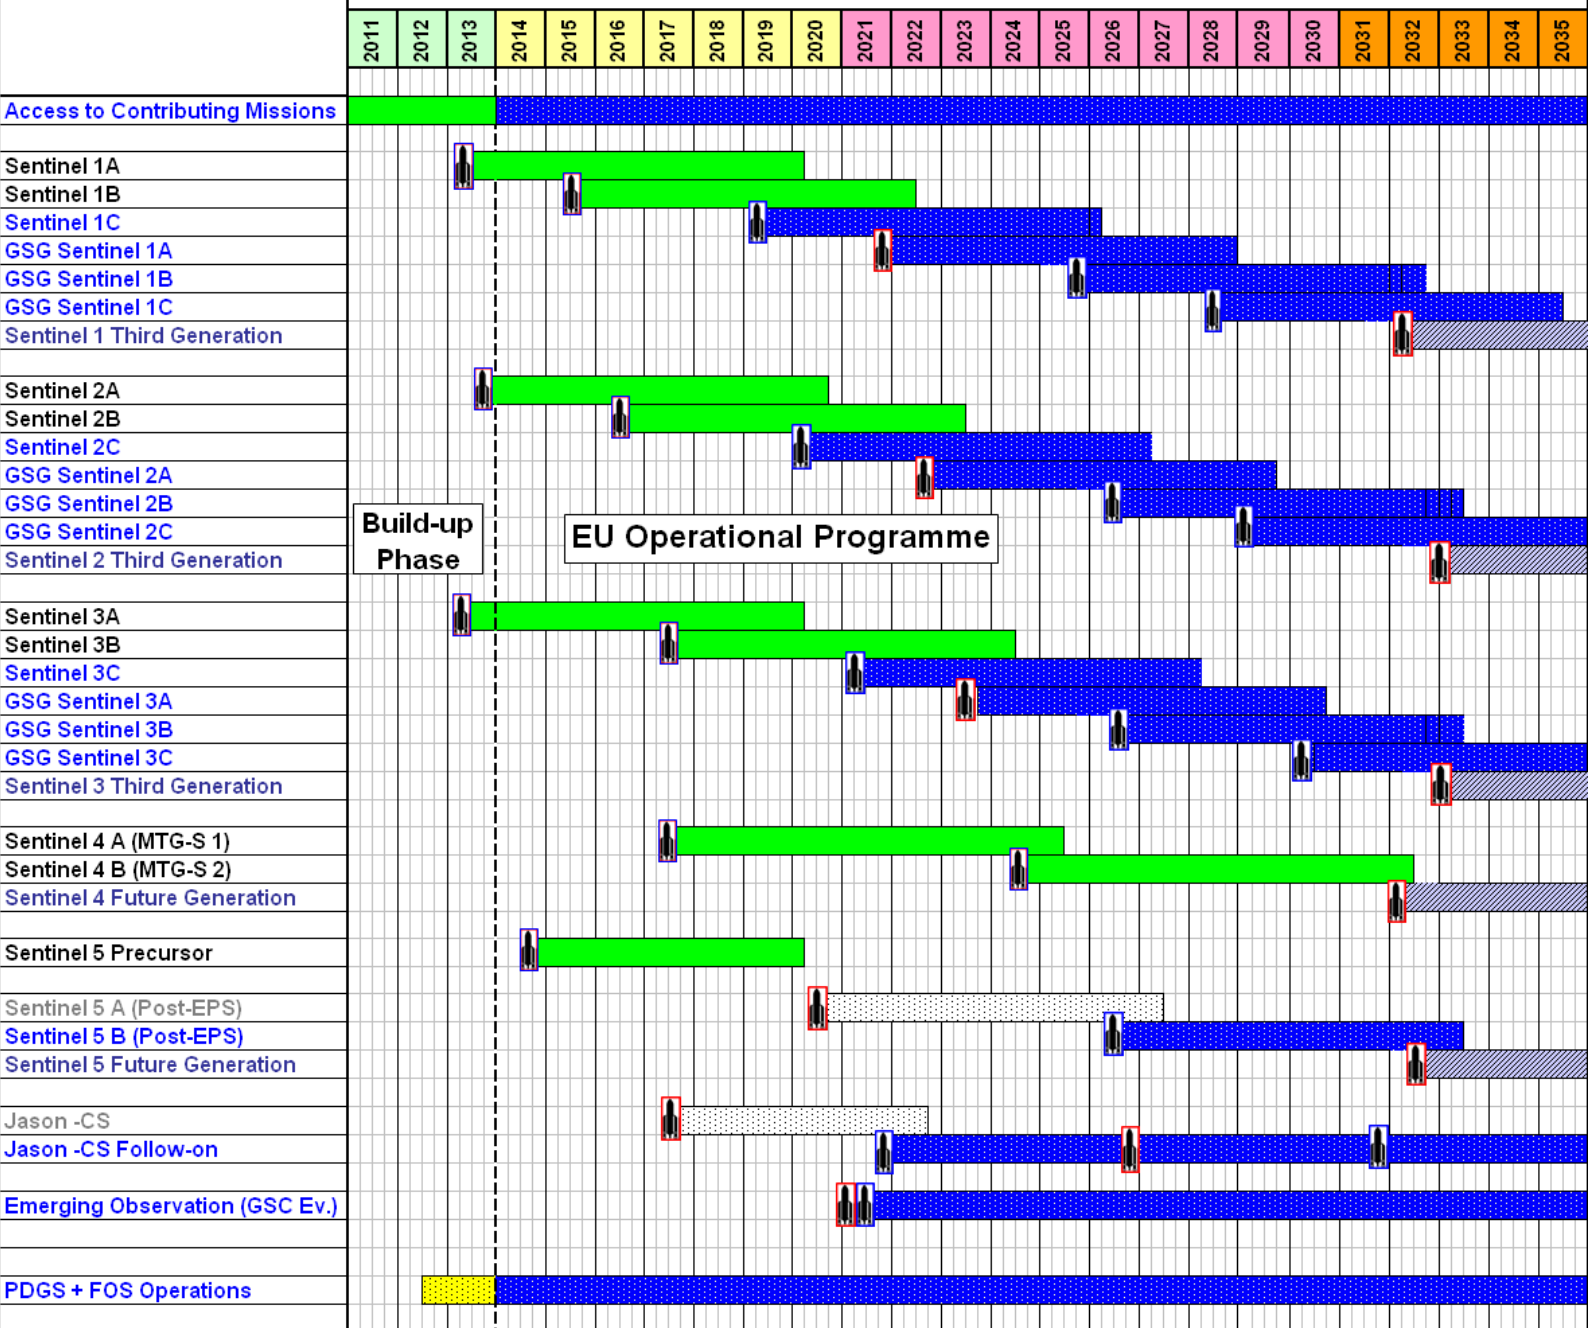 2011 2012 2013 2014 2015 2016 2017 2018 2019 2020 2021 2022 2023 2024 2025 2026 2027 2028 2029 2030 2031 2032 2033 2034 2035
Access to Contributing Missions
Sentinel 1A
Sentinel 1B
Sentinel 1C
GSG Sentinel 1A
GSG Sentinel 1B
GSG Sentinel 1C
Sentinel 1 Third Generation
Sentinel 2A
Sentinel 2B
Sentinel 2C
GSG Sentinel 2A
GSG Sentinel 2B
GSG Sentinel 2C
Sentinel 2 Third Generation
Build-up
Phase
EU Operational Programme
Sentinel 3A
Sentinel 3B
Sentinel 3C
GSG Sentinel 3A
GSG Sentinel 3B
GSG Sentinel 3C
Sentinel 3 Third Generation
Sentinel 4 A (MTG-S 1)
Sentinel 4 B (MTG-S 2)
Sentinel 4 Future Generation
Sentinel 5 Precursor
Sentinel 5 A (Post-EPS)
Sentinel 5 B (Post-EPS)
Sentinel 5 Future Generation
Jason -CS
Jason -CS Follow-on
Emerging Observation (GSC Ev.)
PDGS + FOS Operations